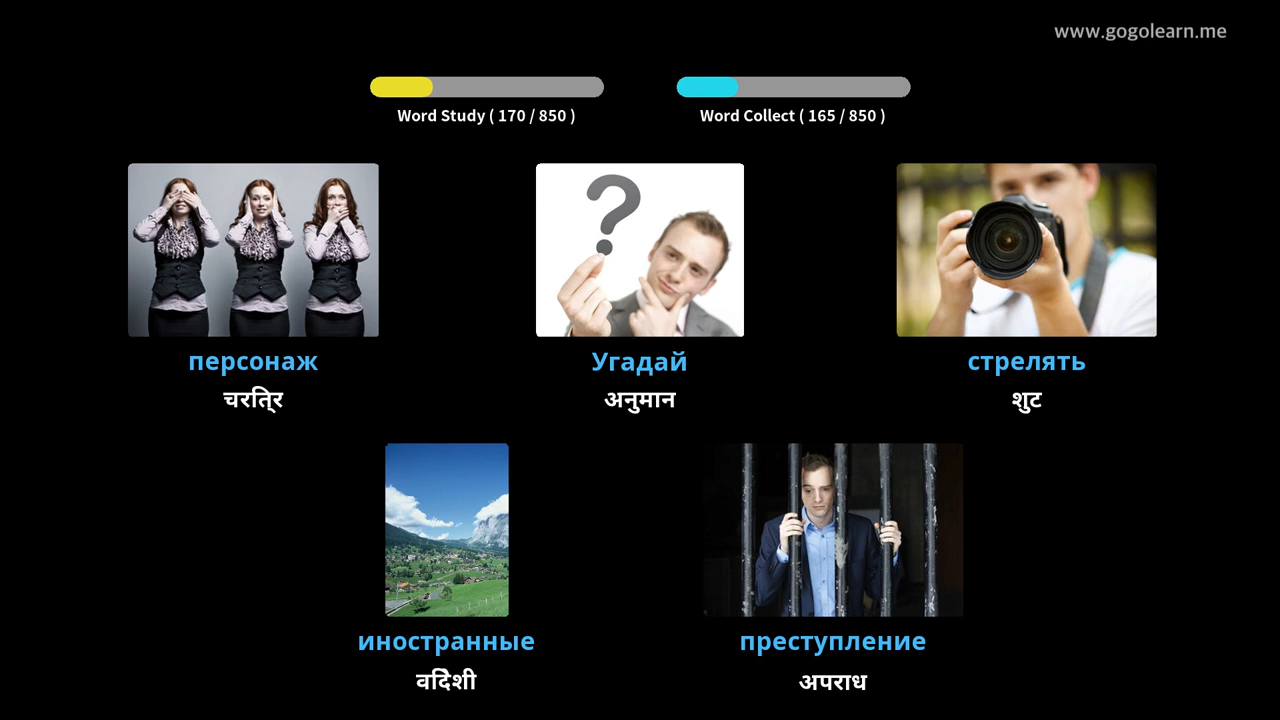 www.gogolearn.me
Word Study ( 170 / 850 )
Word Collect ( 165 / 850 )
персонаж
Угадай
стрелять
चरित्र
अनुमान
शुट
иностранные
преступление
विदेशी
अपराध